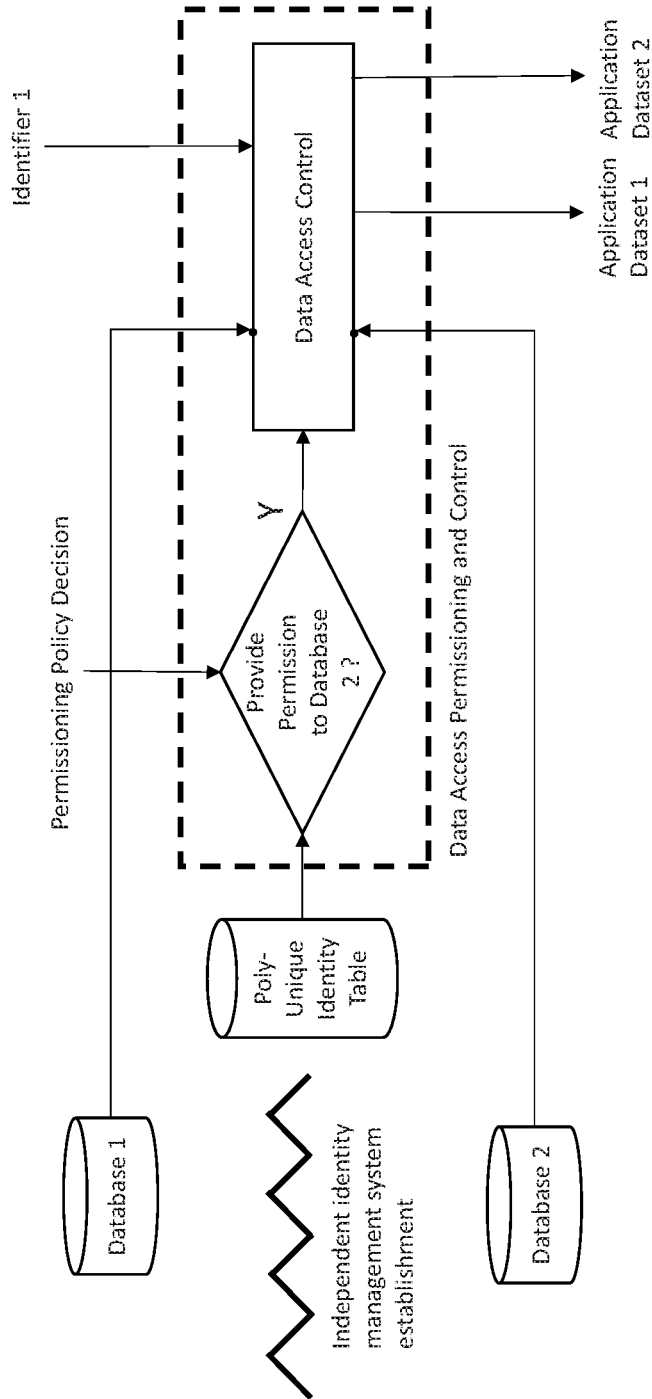 Database 1
Permissioning Policy Decision
Identifier 1
Independent identity
management system
establishment
Poly-
Unique
Identity
Table
Provide
Permission
to Database
2 ?
Y
Data Access Control
Data Access Permissioning and Control
Database 2
Application
Dataset 1
Application
Dataset 2